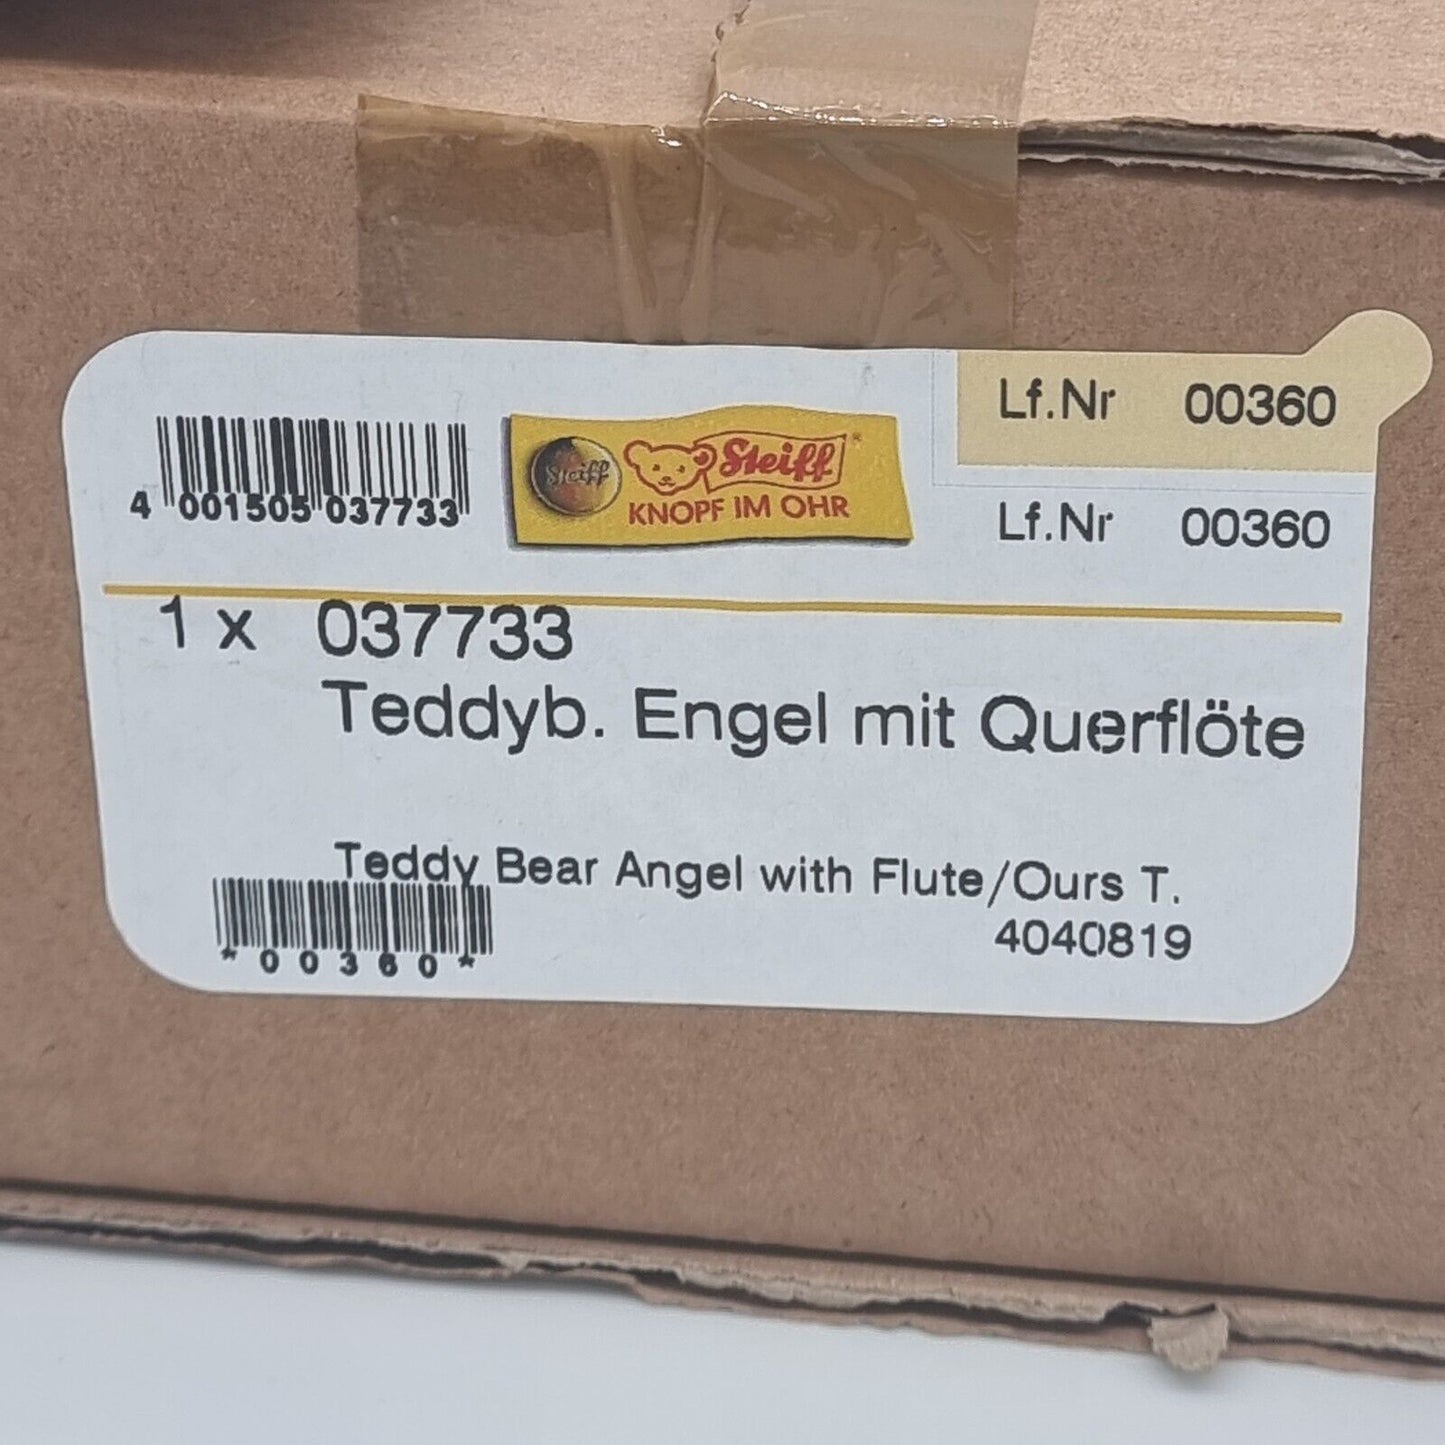 Lf.Nr 00360
4 001505 037733
Steiff
Steiff®
KNOPF IM OHR
Lf.Nr 00360
1 x 037733
Teddyb. Engel mit Querflöte
Teddy Bear Angel with Flute/Ours T.
4040819
*00360*